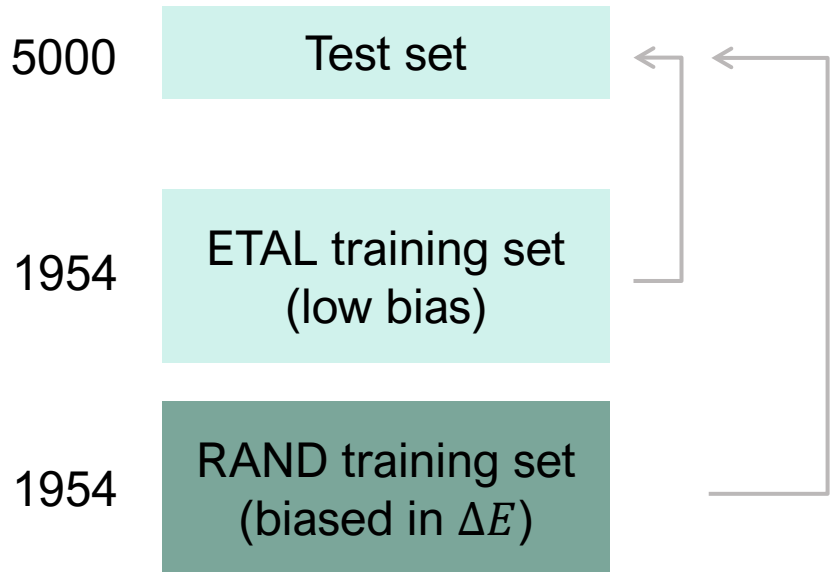 5000
Test set
1954
ETAL training set
(low bias)
1954
RAND training set
(biased in Δ𝐸)